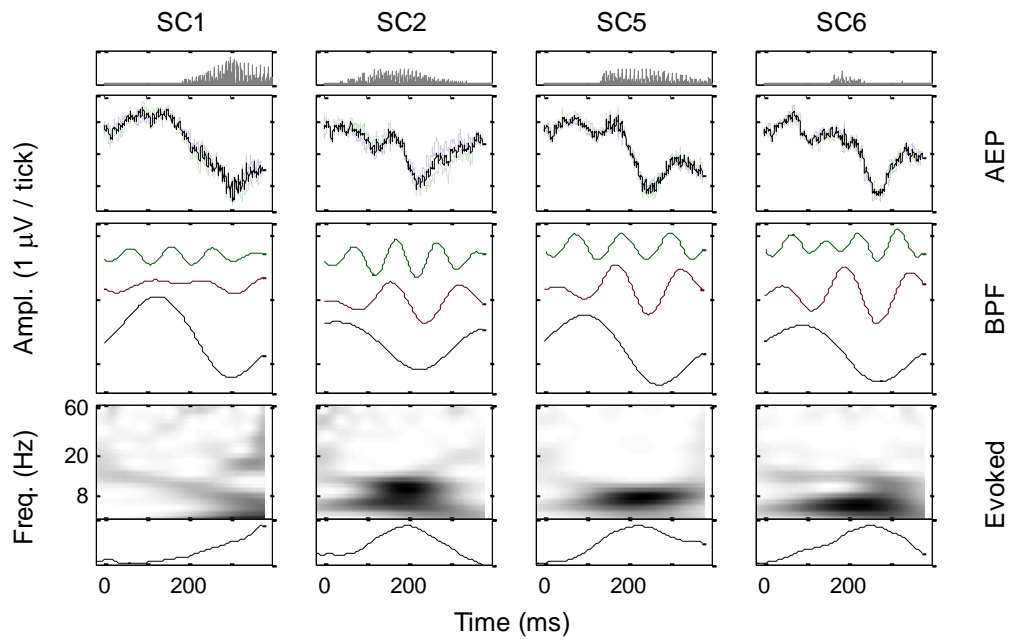 SC1 SC2 SC5 SC6
AEP
Ampl. (1 μV / tick)
BPF
60
20
8
Freq. (Hz)
Evoked
0 200 0 200 0 200 0 200
Time (ms)